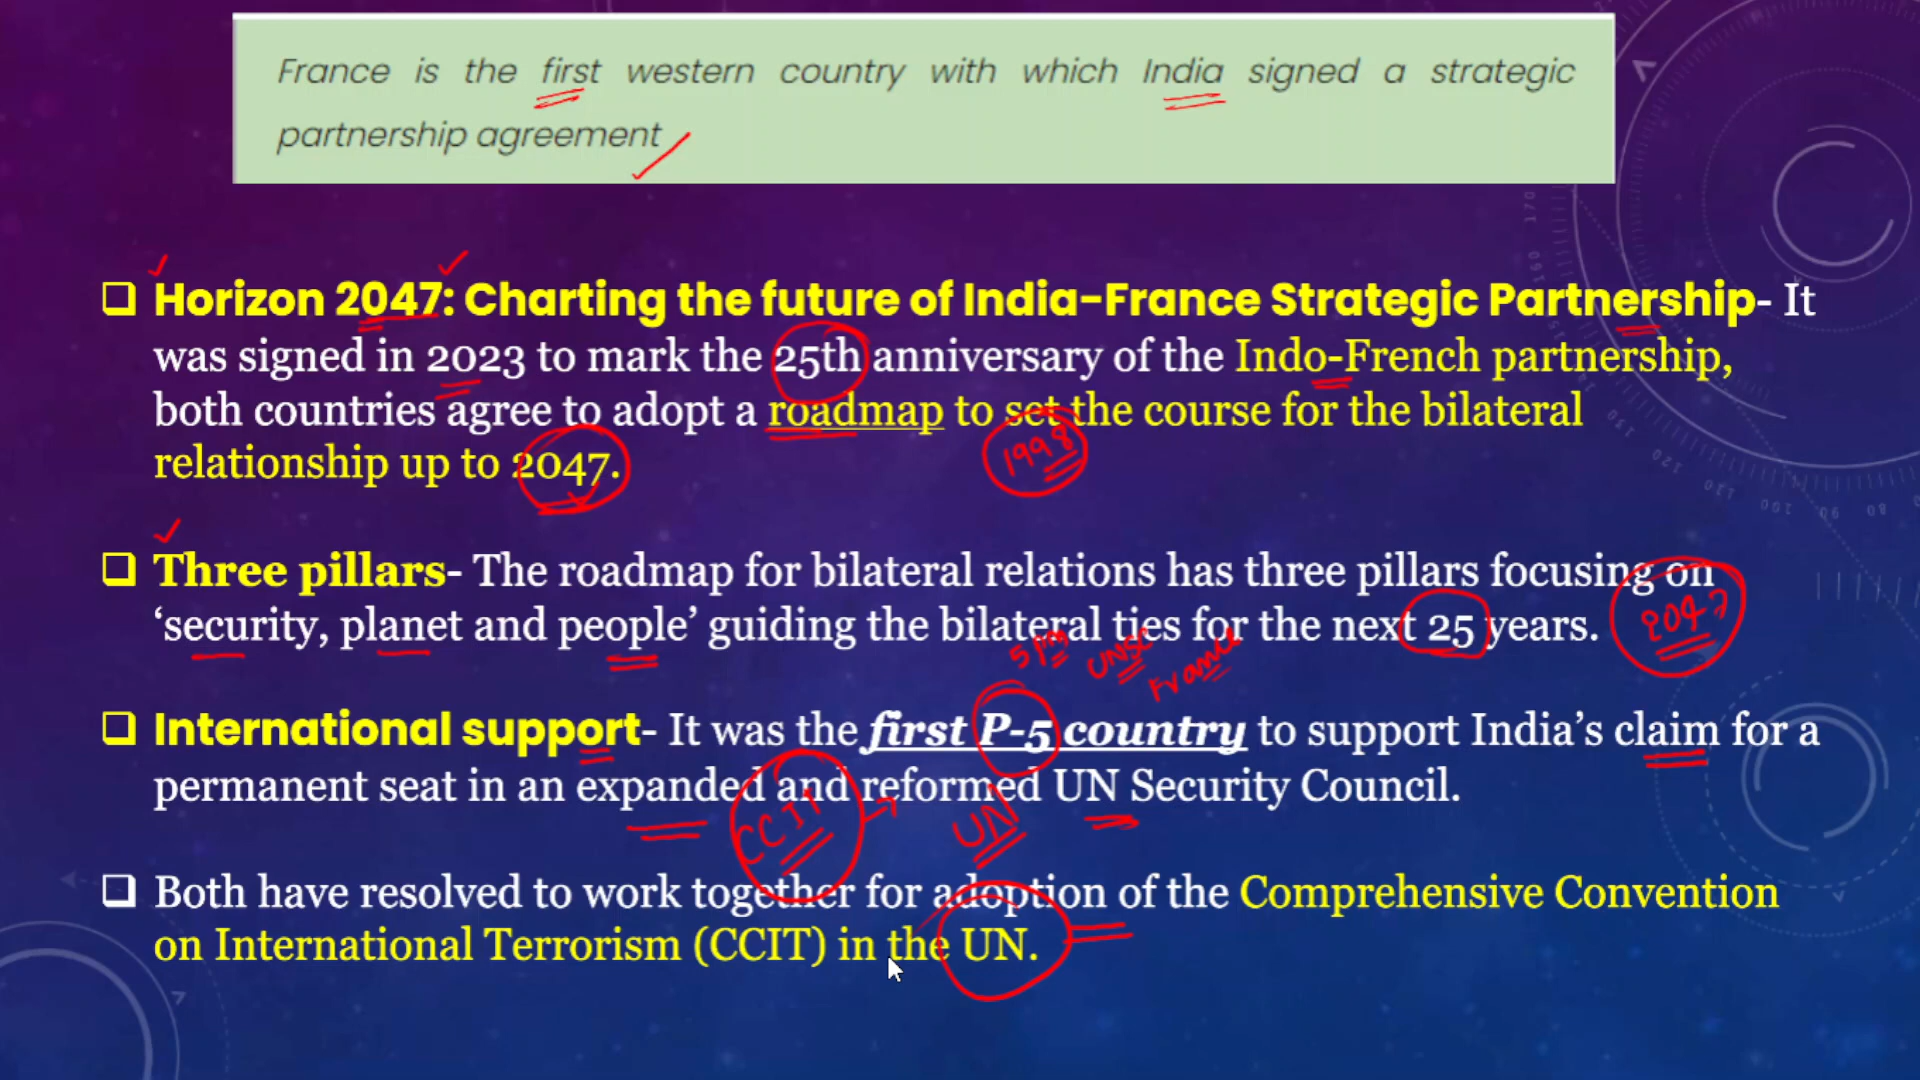 France is the first western country with which India signed a strategic
partnership agreement
Horizon 2047: Charting the future of India-France Strategic Partnership- It
was signed in 2023 to mark the 25th anniversary of the Indo-French partnership,
both countries agree to adopt a roadmap to set the course for the bilateral
1998
relationship up to 2047.
Three pillars- The roadmap for bilateral relations has three pillars focusing on
‘security, planet and people’ guiding the bilateral ties for the next 25 years.
2047
5 PM UNSC
France
International support- It was the first P-5 country to support India’s claim for a
permanent seat in an expanded and reformed UN Security Council.
CCIT UN
Both have resolved to work together for adoption of the Comprehensive Convention
on International Terrorism (CCIT) in the UN.